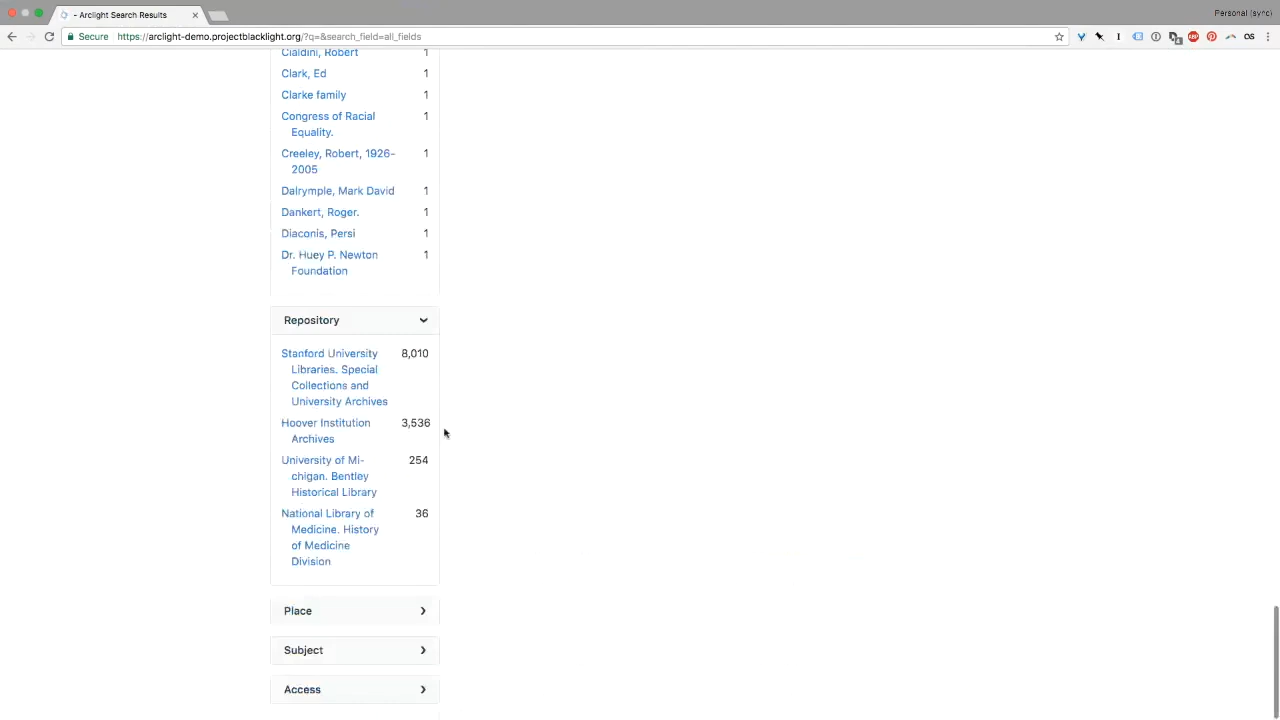 - Arclight Search Results
Personal (sync)
Secure https://arclight-demo.projectblacklight.org/?q=&search_field=all_fields
Cialdini, Robert 1
Clark, Ed 1
Clarke family 1
Congress of Racial 1
Equality.
Creeley, Robert, 1926- 1
2005
Dalrymple, Mark David 1
Dankert, Roger. 1
Diaconis, Persi 1
Dr. Huey P. Newton 1
Foundation
Repository
Stanford University 8,010
Libraries. Special
Collections and
University Archives
Hoover Institution 3,536
Archives
University of Mi- 254
chigan. Bentley
Historical Library
National Library of 36
Medicine. History
of Medicine
Division
Place
Subject
Access